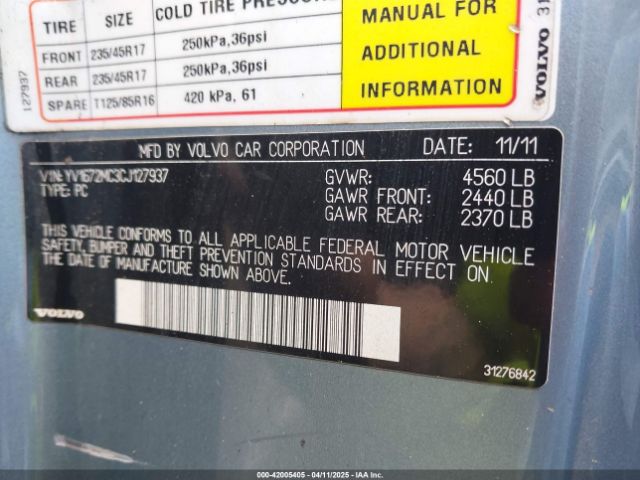 TIRE SIZE COLD TIRE PRESSURE
FRONT 235/45R17 250kPa,36psi
REAR 235/45R17 250kPa,36psi
SPARE T125/85R16 420 kPa, 61
MANUAL FOR
ADDITIONAL
INFORMATION
127937
VOLVO 31
MFD BY VOLVO CAR CORPORATION DATE: 11/11
VIN: YV1672MC3CJ127937 GVWR: 4560 LB
TYPE: PC GAWR FRONT: 2440 LB
GAWR REAR: 2370 LB
THIS VEHICLE CONFORMS TO ALL APPLICABLE FEDERAL MOTOR VEHICLE
SAFETY, BUMPER AND THEFT PREVENTION STANDARDS IN EFFECT ON
THE DATE OF MANUFACTURE SHOWN ABOVE.
VOLVO
31276842
000-42005405 - 04/11/2025 - IAAI.COM